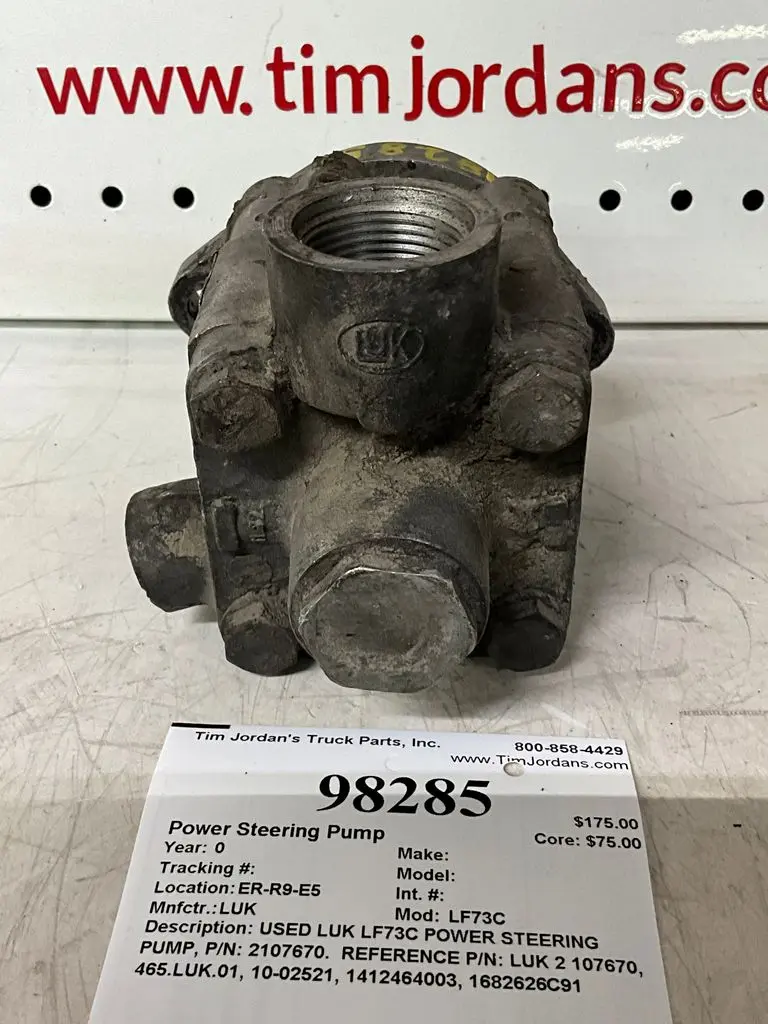 www.timjordans.co
98285
LUK
Tim Jordan's Truck Parts, Inc.
800-858-4429
www.TimJordans.com
98285
Power Steering Pump
$175.00
Core: $75.00
Year: 0
Make:
Tracking #:
Model:
Location: ER-R9-E5
Int. #:
Mnfctr.: LUK
Mod: LF73C
Description: USED LUK LF73C POWER STEERING
PUMP, P/N: 2107670. REFERENCE P/N: LUK 2 107670,
465.LUK.01, 10-02521, 1412464003, 1682626C91